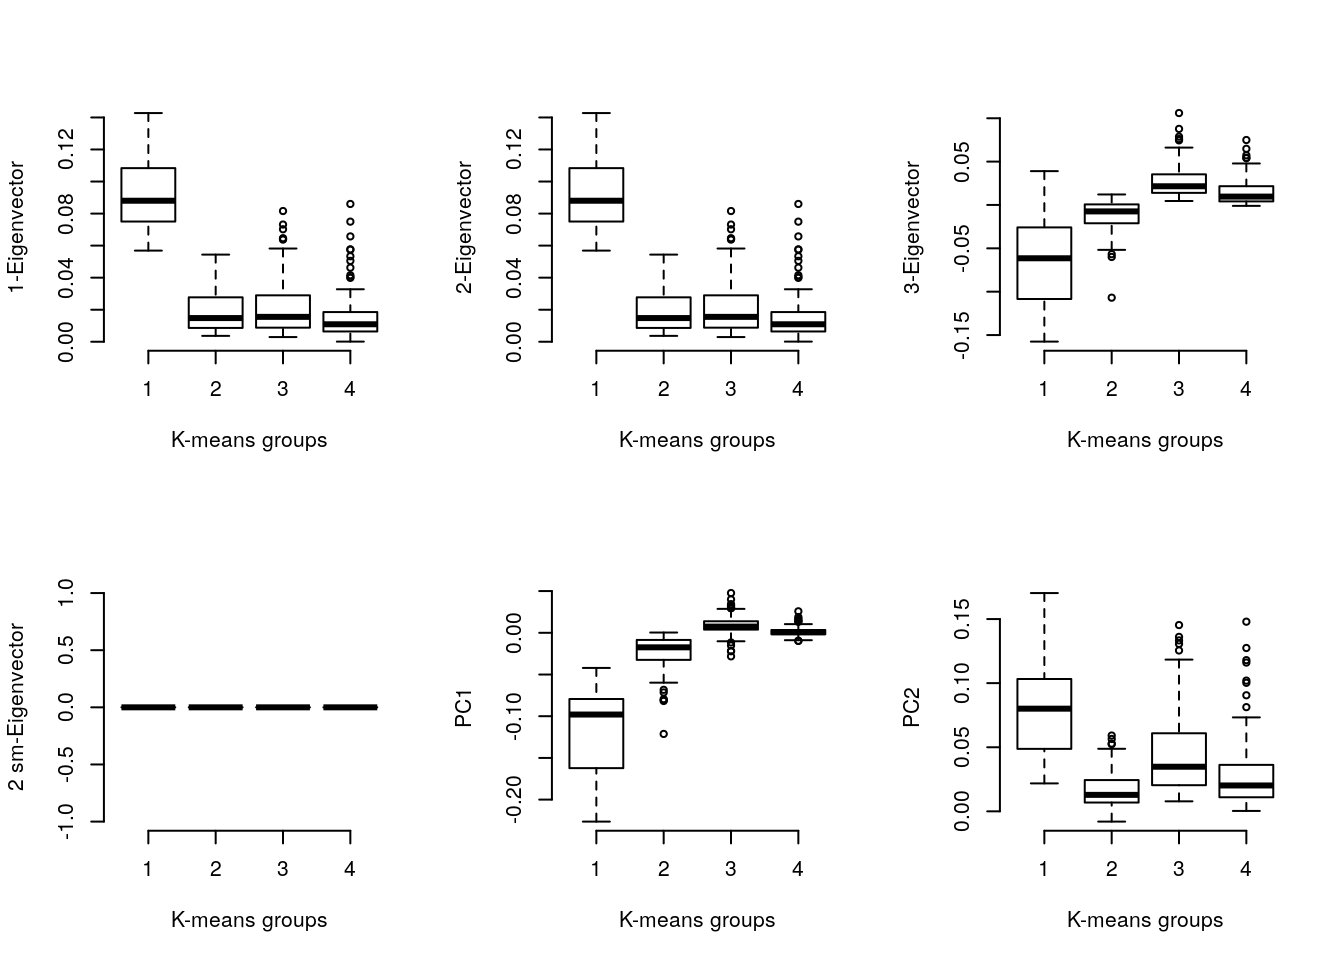 1-Eigenvector
0.00 0.04 0.08 0.12
1 2 3 4
K-means groups
2-Eigenvector
0.00 0.04 0.08 0.12
1 2 3 4
K-means groups
3-Eigenvector
-0.15 -0.05 0.05
1 2 3 4
K-means groups
2 sm-Eigenvector
-1.0 -0.5 0.0 0.5 1.0
1 2 3 4
K-means groups
PC1
-0.20 -0.10 0.00
1 2 3 4
K-means groups
PC2
0.00 0.05 0.10 0.15
1 2 3 4
K-means groups